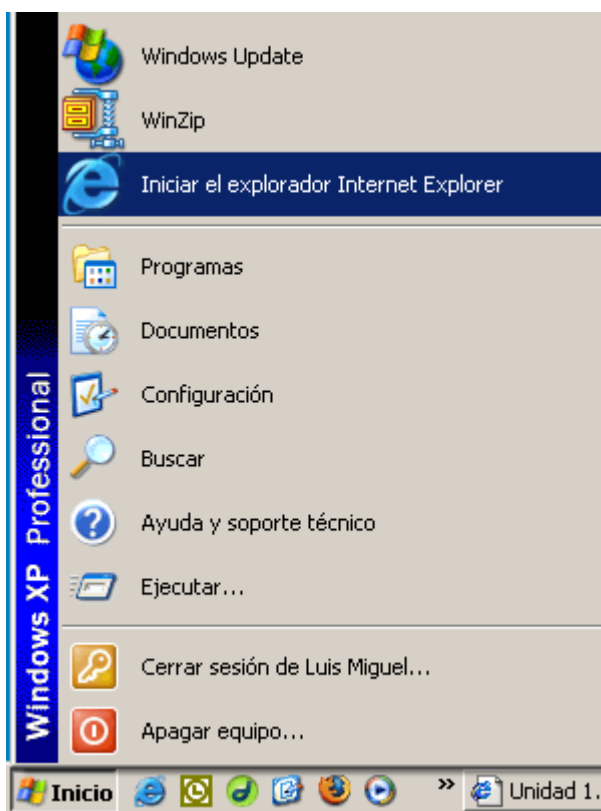 Windows Update
WinZip
Iniciar el explorador Internet Explorer
Programas
Documentos
Configuración
Buscar
Ayuda y soporte técnico
Ejecutar...
Cerrar sesión de Luis Miguel...
Apagar equipo...
Windows XP Professional
Inicio
Unidad 1.